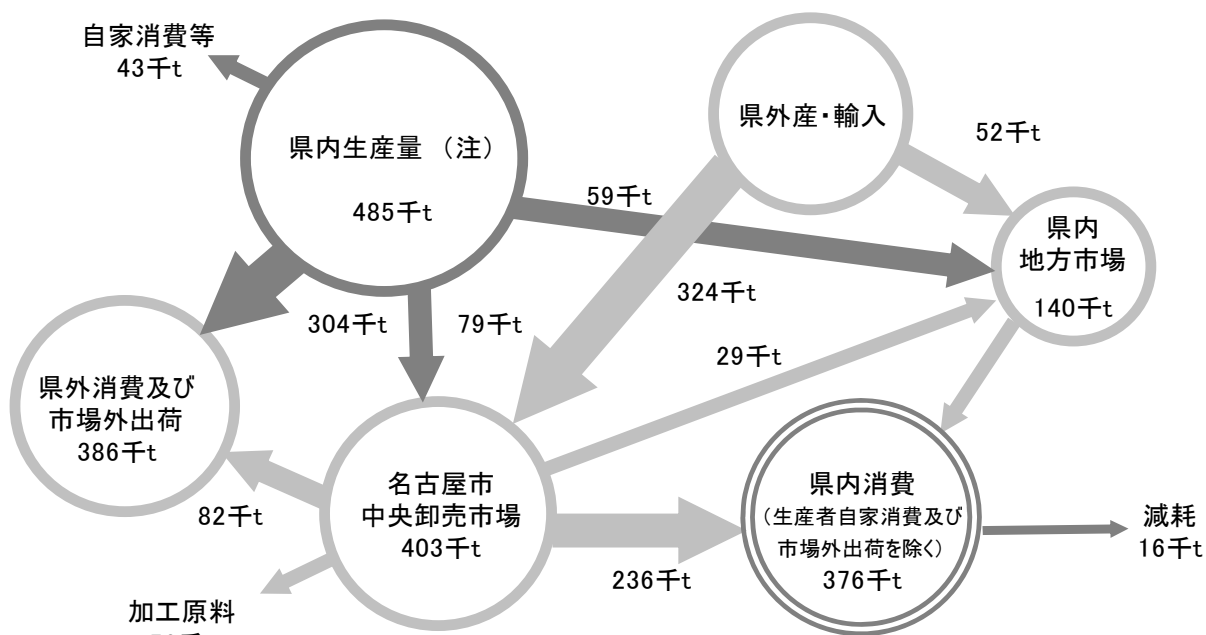 自家消費等
43千t
県内生産量 （注）
485千t
県外産・輸入
52千t
59千t
県内
地方市場
140千t
324千t
304千t
79千t
29千t
県外消費及び
市場外出荷
386千t
名古屋市
中央卸売市場
403千t
82千t
県内消費
（生産者自家消費及び
市場外出荷を除く）
376千t
減耗
16千t
236千t
加工原料